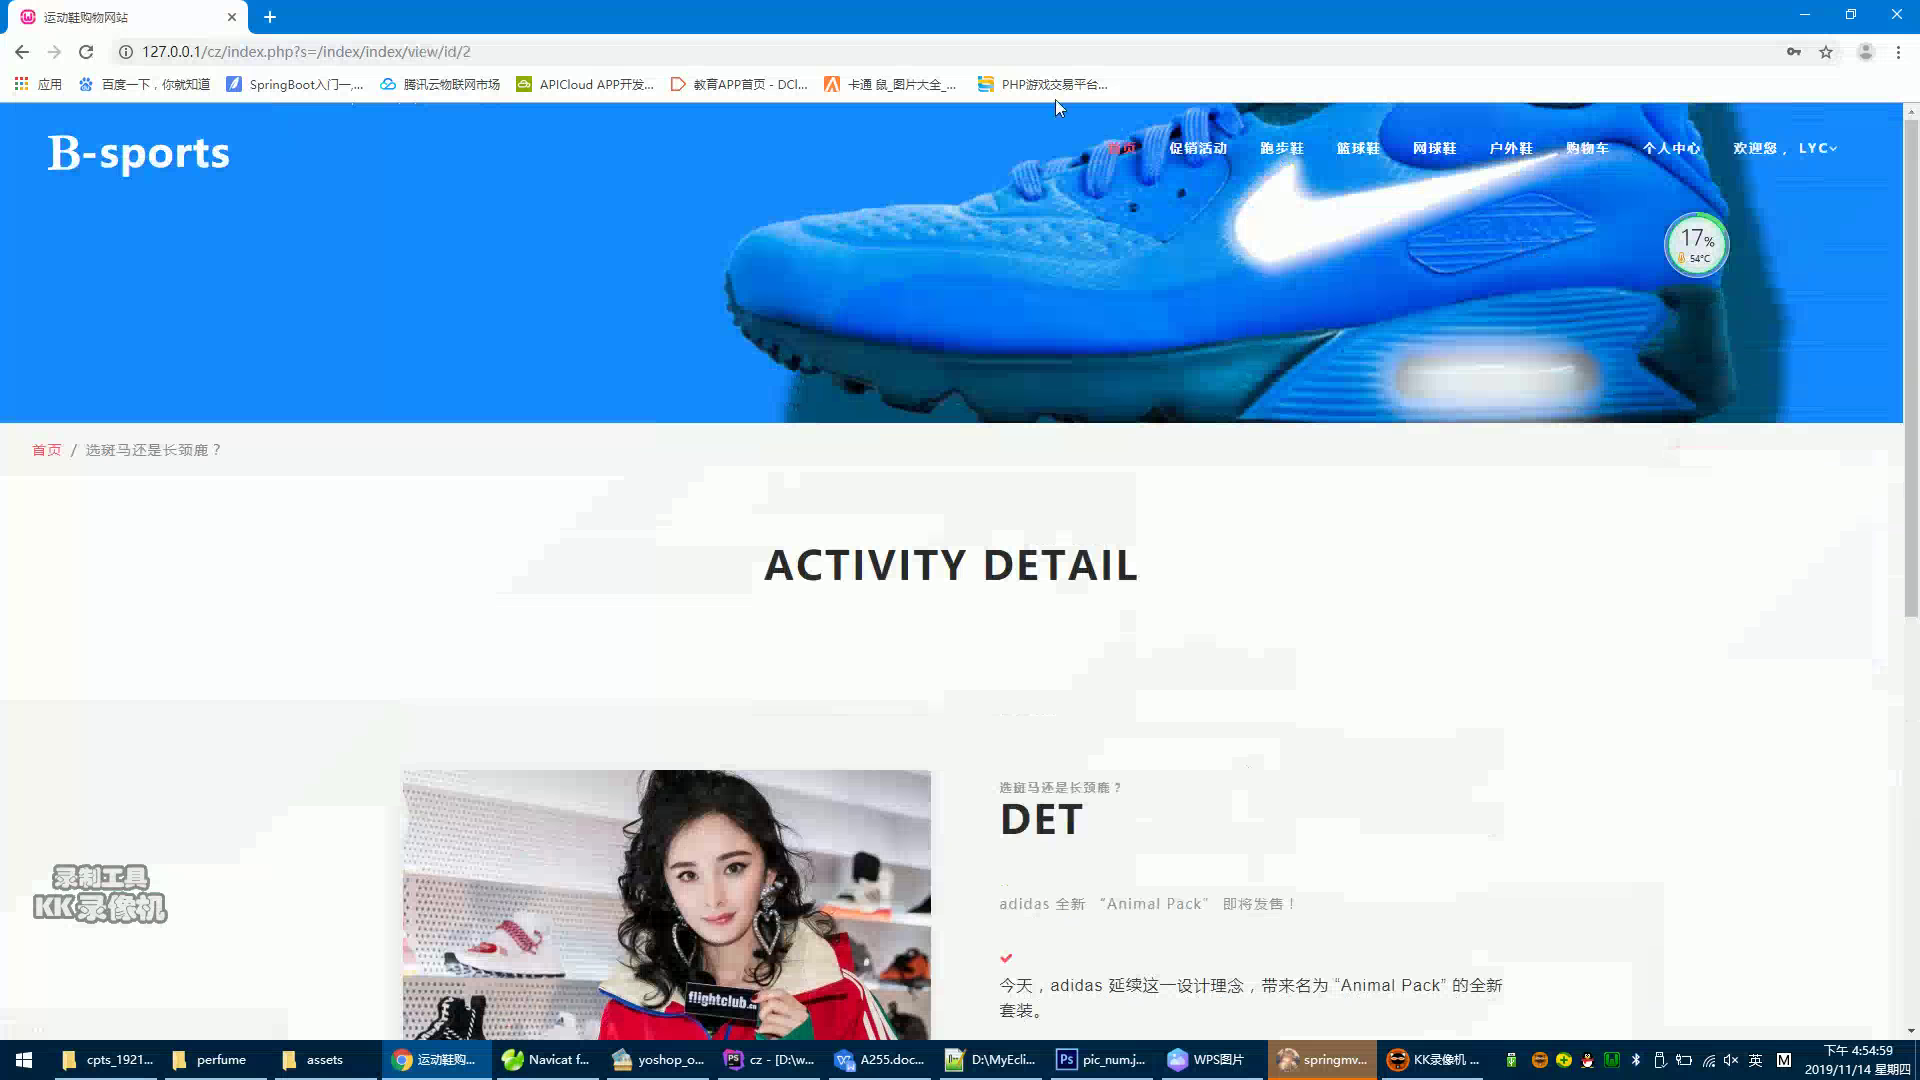 运动鞋购物网站
127.0.0.1/cz/index.php?s=/index/index/view/id/2
应用 百度一下，你就知道 SpringBoot入门一,... 腾讯云物联网市场 APICloud APP开发... 教育APP首页 - DCl... 卡通 鼠_图片大全_... PHP游戏交易平台...
B-sports
首页 促销活动 跑步鞋 篮球鞋 网球鞋 户外鞋 购物车 个人中心 欢迎您， LYC
17%
54°C
首页 / 选斑马还是长颈鹿？
ACTIVITY DETAIL
选斑马还是长颈鹿？
DET
adidas 全新 “Animal Pack” 即将发售！
今天，adidas 延续这一设计理念，带来名为 “Animal Pack” 的全新
套装。
录制工具
KK录像机
flightclub.cn
cpts_1921... perfume assets 运动鞋购... Navicat f... yoshop_o... cz - [D:\w... A255.doc... D:\MyEcli... pic_num.j... WPS图片 springmv... KK录像机 ... 英
下午 4:54:59
2019/11/14 星期四